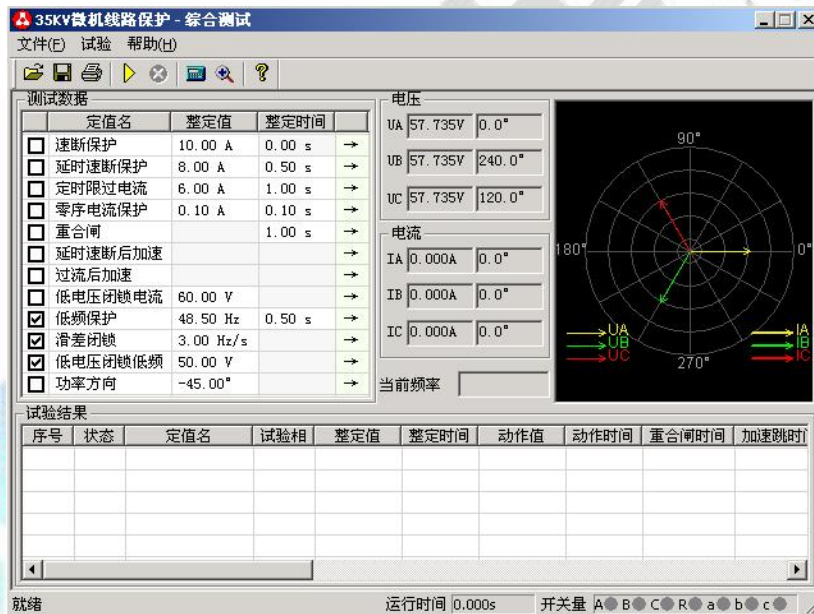 35KV微机线路保护 - 综合测试
文件(F) 试验 帮助(H)
测试数据
定值名 整定值 整定时间
速断保护 10.00 A 0.00 s →
延时速断保护 8.00 A 0.50 s →
定时限过电流 6.00 A 1.00 s →
零序电流保护 0.10 A 0.10 s →
重合闸 1.00 s →
延时速断后加速 →
过流后加速 →
低电压闭锁电流 60.00 V →
低频保护 48.50 Hz 0.50 s →
滑差闭锁 3.00 Hz/s →
低电压闭锁低频 50.00 V →
功率方向 -45.00° →
电压
UA 57.735V 0.0°
UB 57.735V 240.0°
UC 57.735V 120.0°
电流
IA 0.000A 0.0°
IB 0.000A 0.0°
IC 0.000A 0.0°
当前频率
90°
180° 0°
270°
UA IA
UB IB
UC IC
试验结果
序号 状态 定值名 试验相 整定值 整定时间 动作值 动作时间 重合闸时间 加速跳时
就绪 运行时间 0.000s 开关量 A B C R a b c